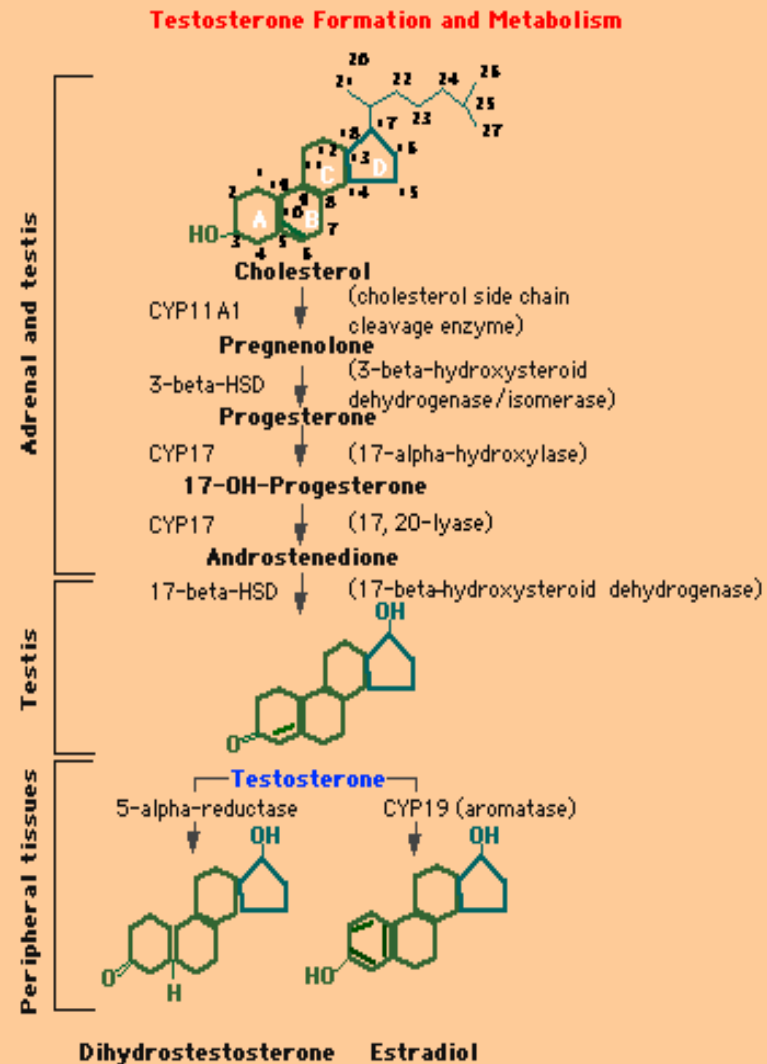 Testosterone Formation and Metabolism
Adrenal and testis
20
21 22 24 26
23 25
27
17
18
12 13 16
11 C D
1 19 14 15
2 9 8
A 10 B
HO 3 5 7
4 6
Cholesterol
CYP11A1 (cholesterol side chain
cleavage enzyme)
Pregnenolone
3-beta-HSD (3-beta-hydroxysteroid
dehydrogenase/isomerase)
Progesterone
CYP17 (17-alpha-hydroxylase)
17-OH-Progesterone
CYP17 (17, 20-lyase)
Androstenedione
Testis
17-beta-HSD (17-beta-hydroxysteroid dehydrogenase)
OH
O
Peripheral tissues
Testosterone
5-alpha-reductase CYP19 (aromatase)
OH OH
O H HO
Dihydrostestosterone Estradiol